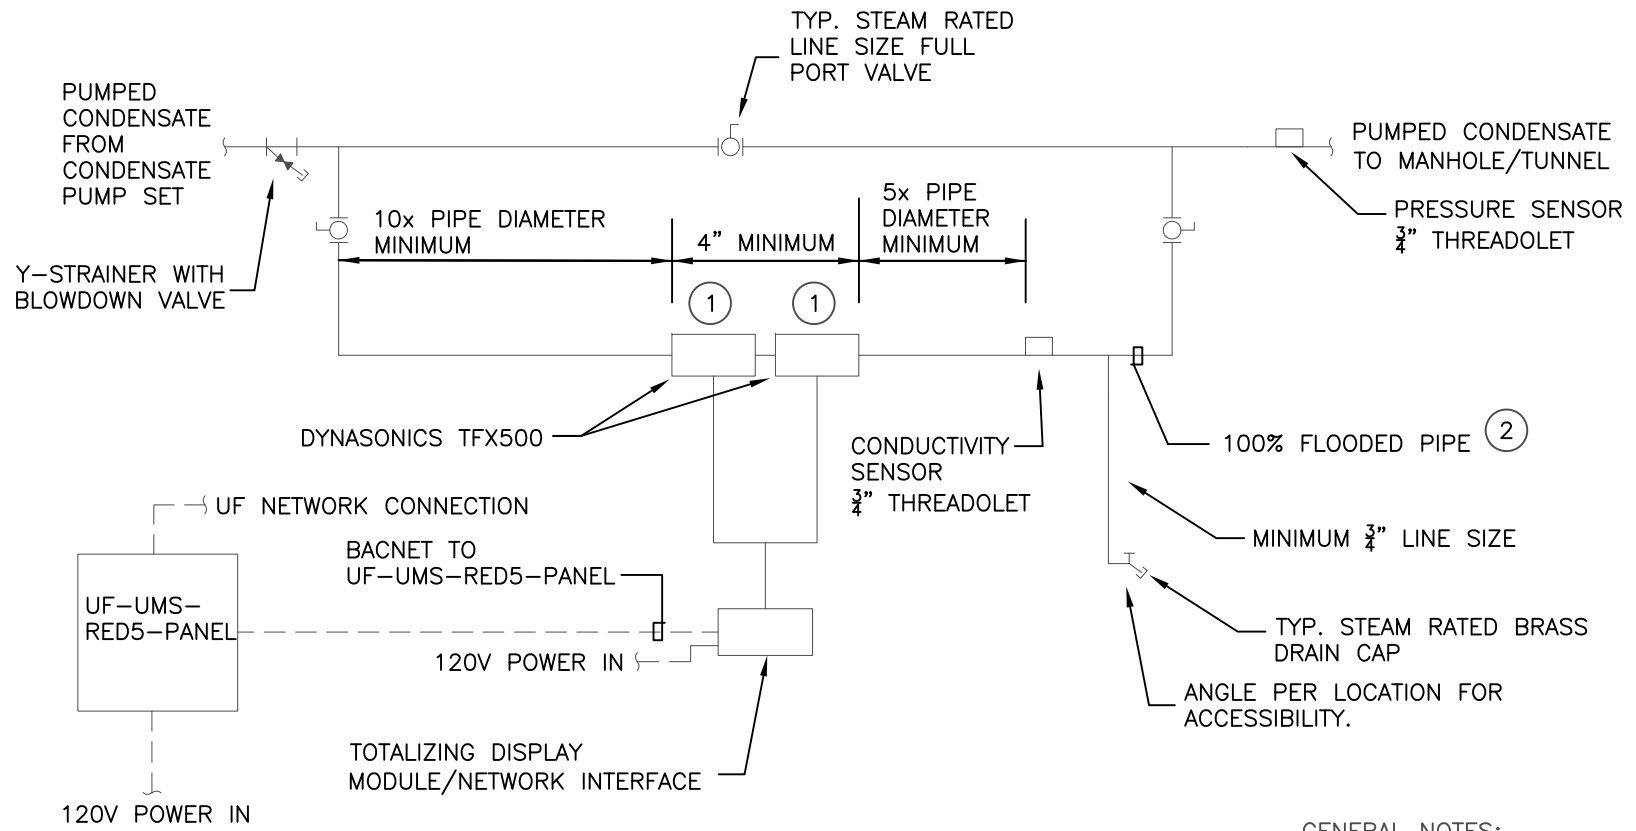 TYP. STEAM RATED
LINE SIZE FULL
PORT VALVE
PUMPED
CONDENSATE
FROM
CONDENSATE
PUMP SET
PUMPED CONDENSATE
TO MANHOLE/TUNNEL
10x PIPE DIAMETER
MINIMUM
4” MINIMUM
5x PIPE
DIAMETER
MINIMUM
PRESSURE SENSOR
¾” THREADOLET
Y-STRAINER WITH
BLOWDOWN VALVE
1
1
DYNASONICS TFX500
CONDUCTIVITY
SENSOR
¾” THREADOLET
100% FLOODED PIPE
2
UF NETWORK CONNECTION
BACNET TO
UF-UMS-RED5-PANEL
MINIMUM ¾” LINE SIZE
UF-UMS-
RED5-PANEL
120V POWER IN
TYP. STEAM RATED BRASS
DRAIN CAP
ANGLE PER LOCATION FOR
ACCESSIBILITY.
TOTALIZING DISPLAY
MODULE/NETWORK INTERFACE
120V POWER IN
GENERAL NOTES: